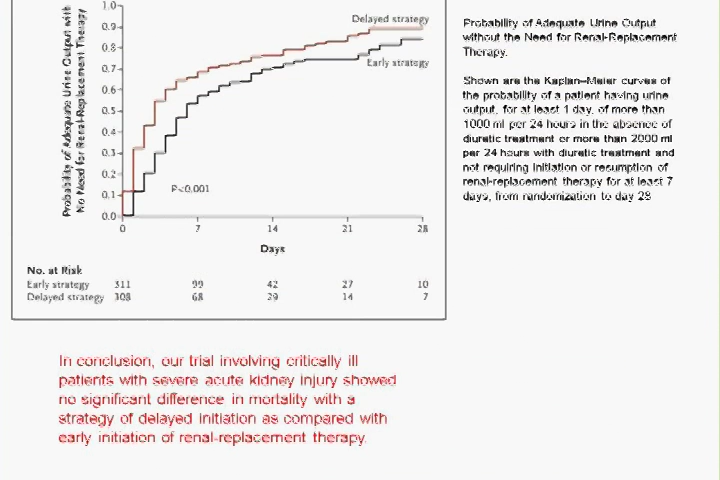 Probability of Adequate Urine Output with
No Need for Renal-Replacement Therapy
1.0
0.7
0.6
0.5
0.4
0.3
0.2
0.1
0.0
0
7
14
21
28
Days
Delayed strategy
Early strategy
P<0.001
No. at Risk
Early strategy 311 99 42 27 10
Delayed strategy 308 68 29 14 7
Probability of Adequate Urine Output
without the Need for Renal-Replacement
Therapy.
Shown are the Kaplan–Meier curves of
the probability of a patient having urine
output, for at least 1 day, of more than
1000 ml per 24 hours in the absence of
diuretic treatment or more than 2000 ml
per 24 hours with diuretic treatment and
not requiring initiation or resumption of
renal-replacement therapy for at least 7
days, from randomization to day 28
In conclusion, our trial involving critically ill
patients with severe acute kidney injury showed
no significant difference in mortality with a
strategy of delayed initiation as compared with
early initiation of renal-replacement therapy.